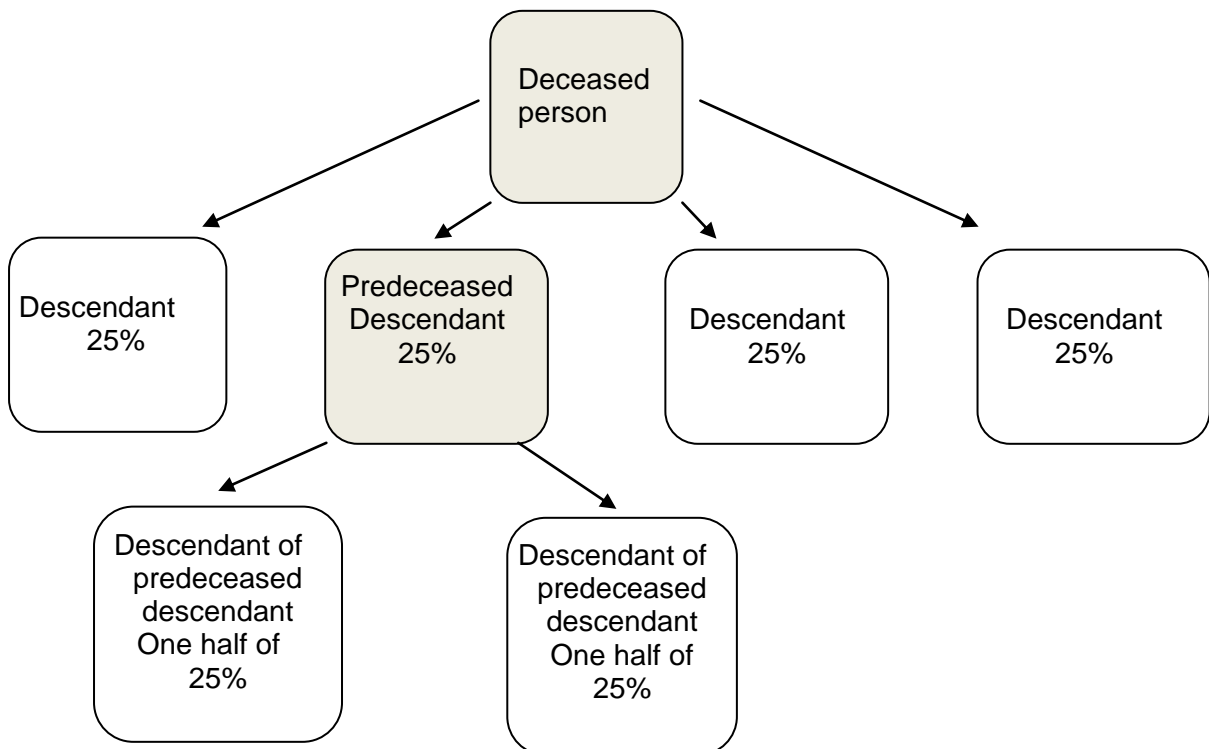 Deceased
person
Descendant
25%
Predeceased
Descendant
25%
Descendant
25%
Descendant
25%
Descendant of
predeceased
descendant
One half of
25%
Descendant of
predeceased
descendant
One half of
25%